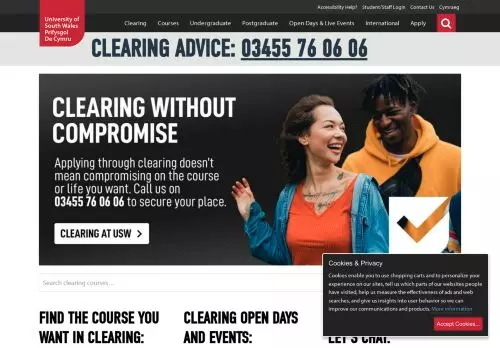 Accessibility Help? Student/Staff Login Contact Us Cymraeg
University of
South Wales
Prifysgol
De Cymru
Clearing Courses Undergraduate Postgraduate Open Days & Live Events International Apply
CLEARING ADVICE: 03455 76 06 06
CLEARING WITHOUT
COMPROMISE
Applying through clearing doesn't
mean compromising on the course
or life you want. Call us on
03455 76 06 06 to secure your place.
CLEARING AT USW
Search clearing courses...
FIND THE COURSE YOU
WANT IN CLEARING:
CLEARING OPEN DAYS
AND EVENTS:
LET'S CHAT:
Cookies & Privacy
Cookies enable you to use shopping carts and to personalize
your experience on our sites, tell us which parts of our websites people
have visited, help us measure the effectiveness of ads and web
searches, and give us insights into user behavior so we can
improve our communications and products. More information
Accept Cookies...